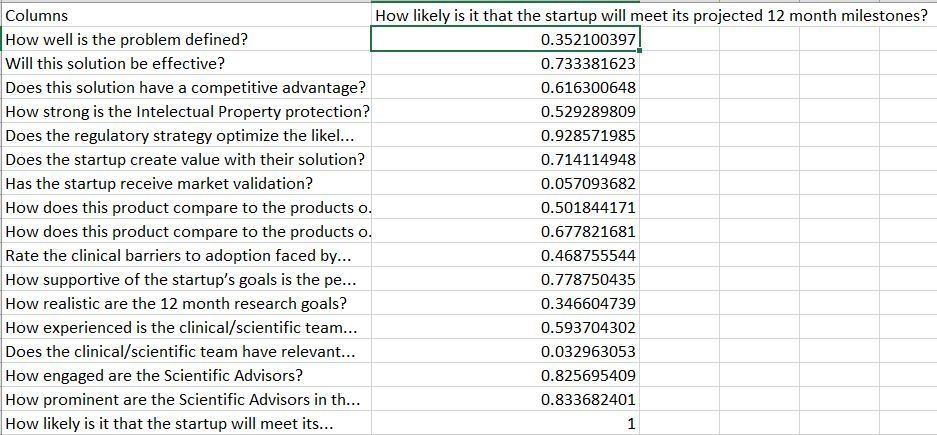 Columns How likely is it that the startup will meet its projected 12 month milestones?
How well is the problem defined? 0.352100397
Will this solution be effective? 0.733381623
Does this solution have a competitive advantage? 0.616300648
How strong is the Intelectual Property protection? 0.529289809
Does the regulatory strategy optimize the likel... 0.928571985
Does the startup create value with their solution? 0.714114948
Has the startup receive market validation? 0.057093682
How does this product compare to the products o. 0.501844171
How does this product compare to the products o. 0.677821681
Rate the clinical barriers to adoption faced by... 0.468755544
How supportive of the startup’s goals is the pe... 0.778750435
How realistic are the 12 month research goals? 0.346604739
How experienced is the clinical/scientific team... 0.593704302
Does the clinical/scientific team have relevant... 0.032963053
How engaged are the Scientific Advisors? 0.825695409
How prominent are the Scientific Advisors in th... 0.833682401
How likely is it that the startup will meet its... 1